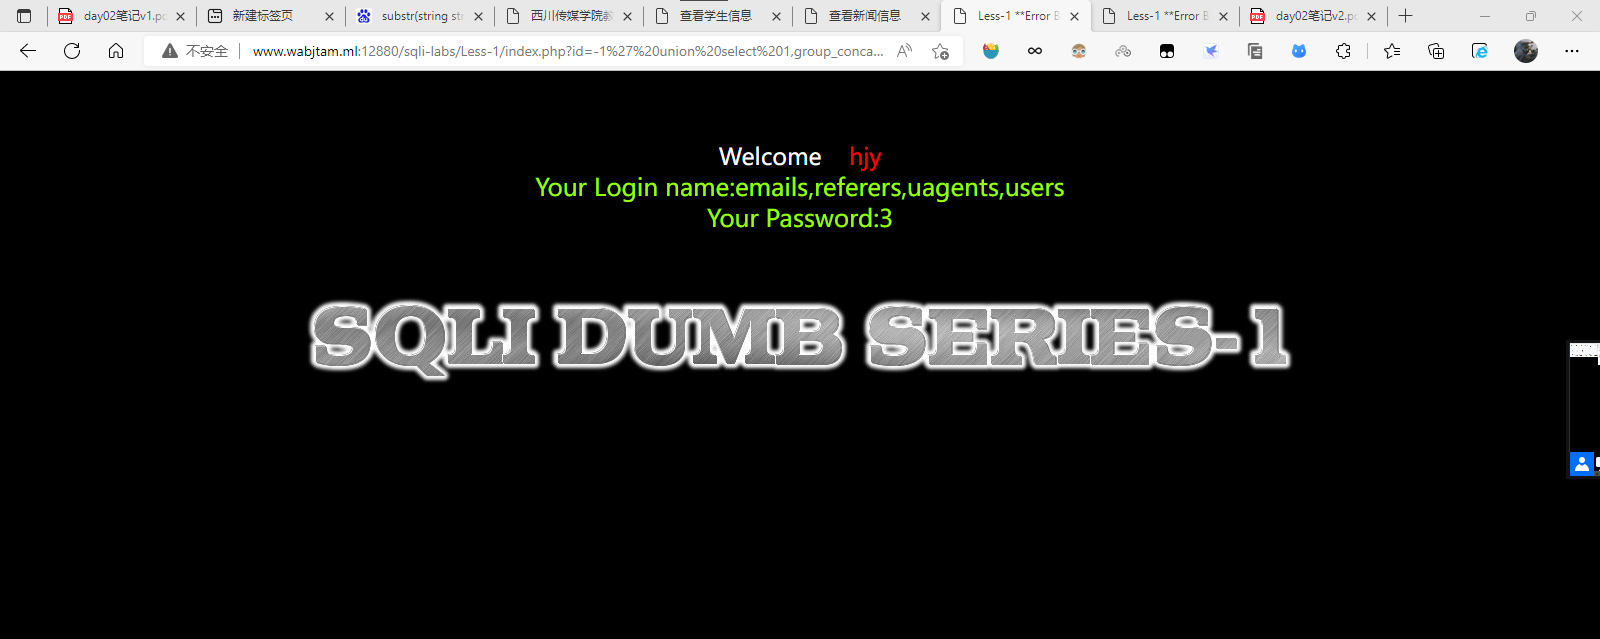 day02笔记v1.pc
新建标签页
substr(string str
西川传媒学院
查看学生信息
查看新闻信息
Less-1 **Error B
Less-1 **Error B
day02笔记v2.pc
不安全
www.wabjtam.ml:12880/sqli-labs/Less-1/index.php?id=-1%27%20union%20select%201,group_conca...
Welcome hjy
Your Login name:emails,referers,uagents,users
Your Password:3
SQLI DUMB SERIES-1